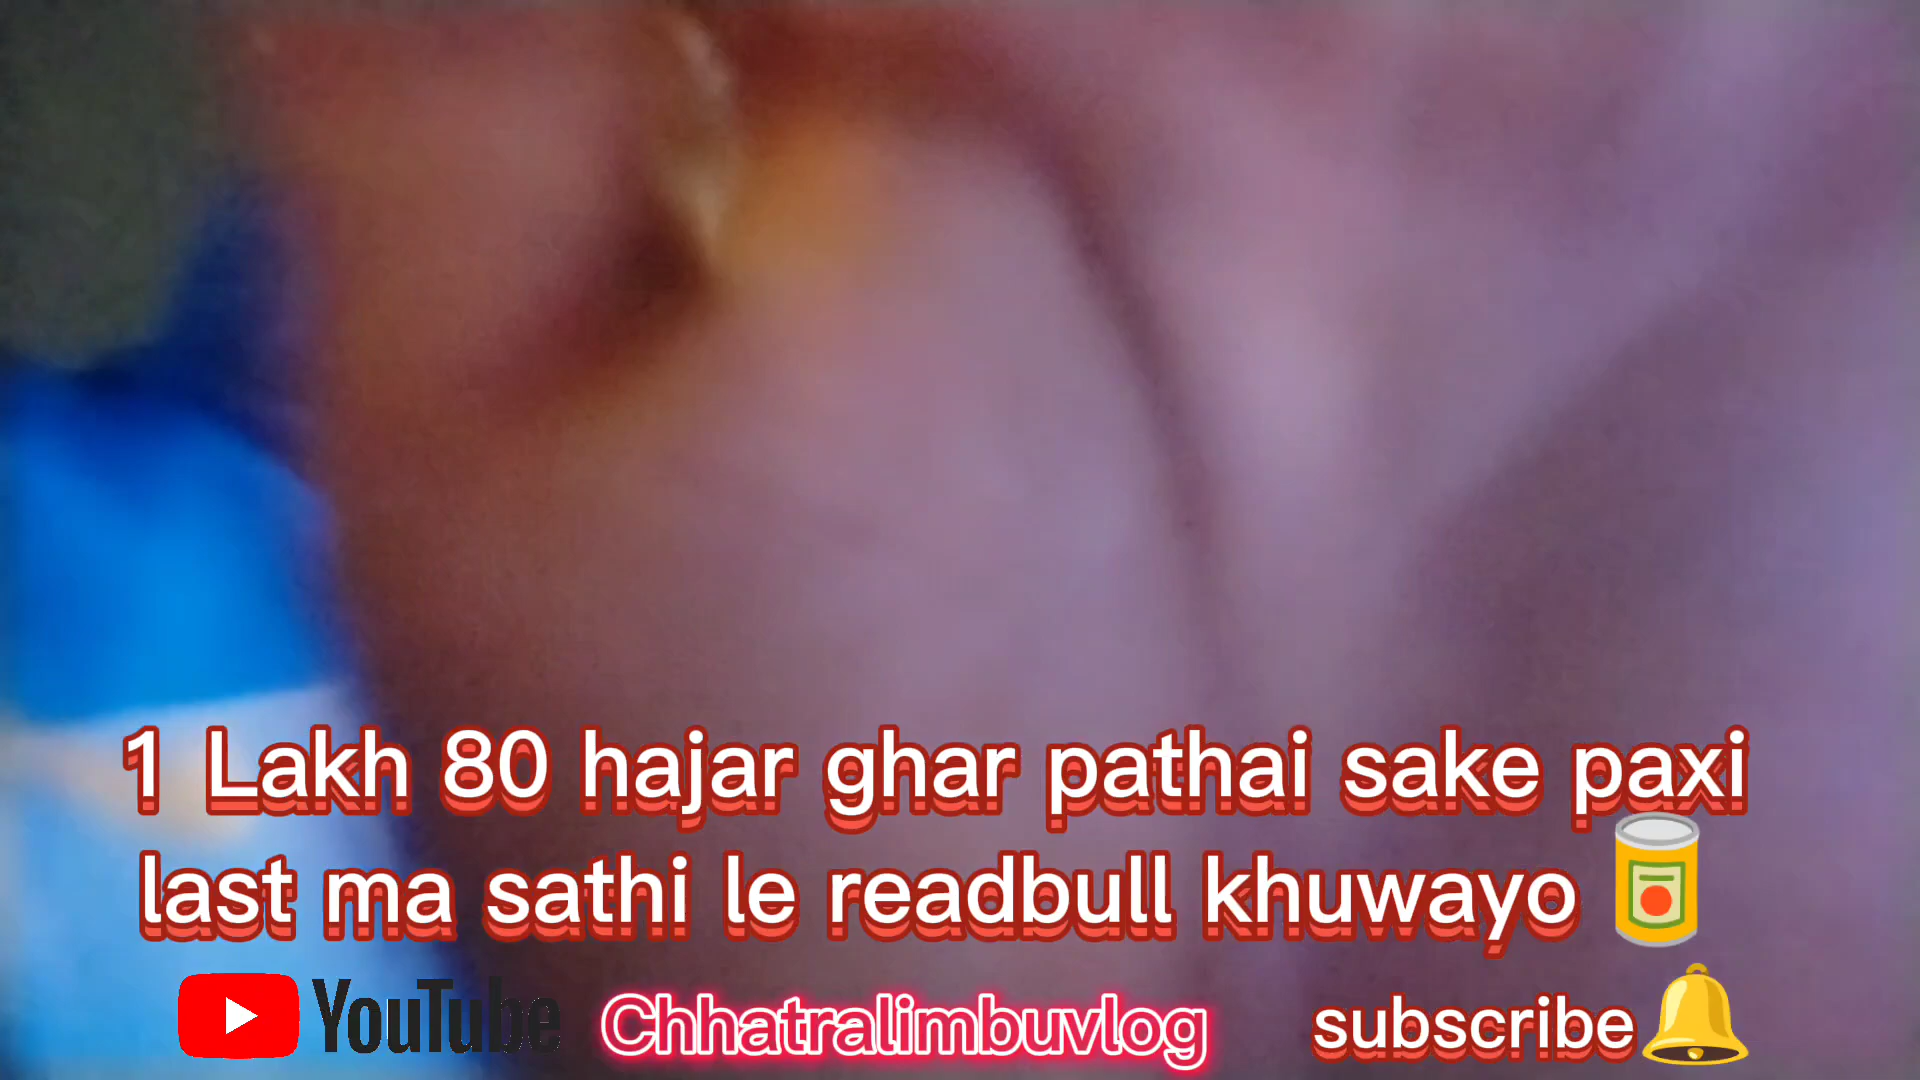 1 Lakh 80 hajar ghar pathai sake paxi
last ma sathi le readbull khuwayo
YouTube Chhatralimbuvlog subscribe